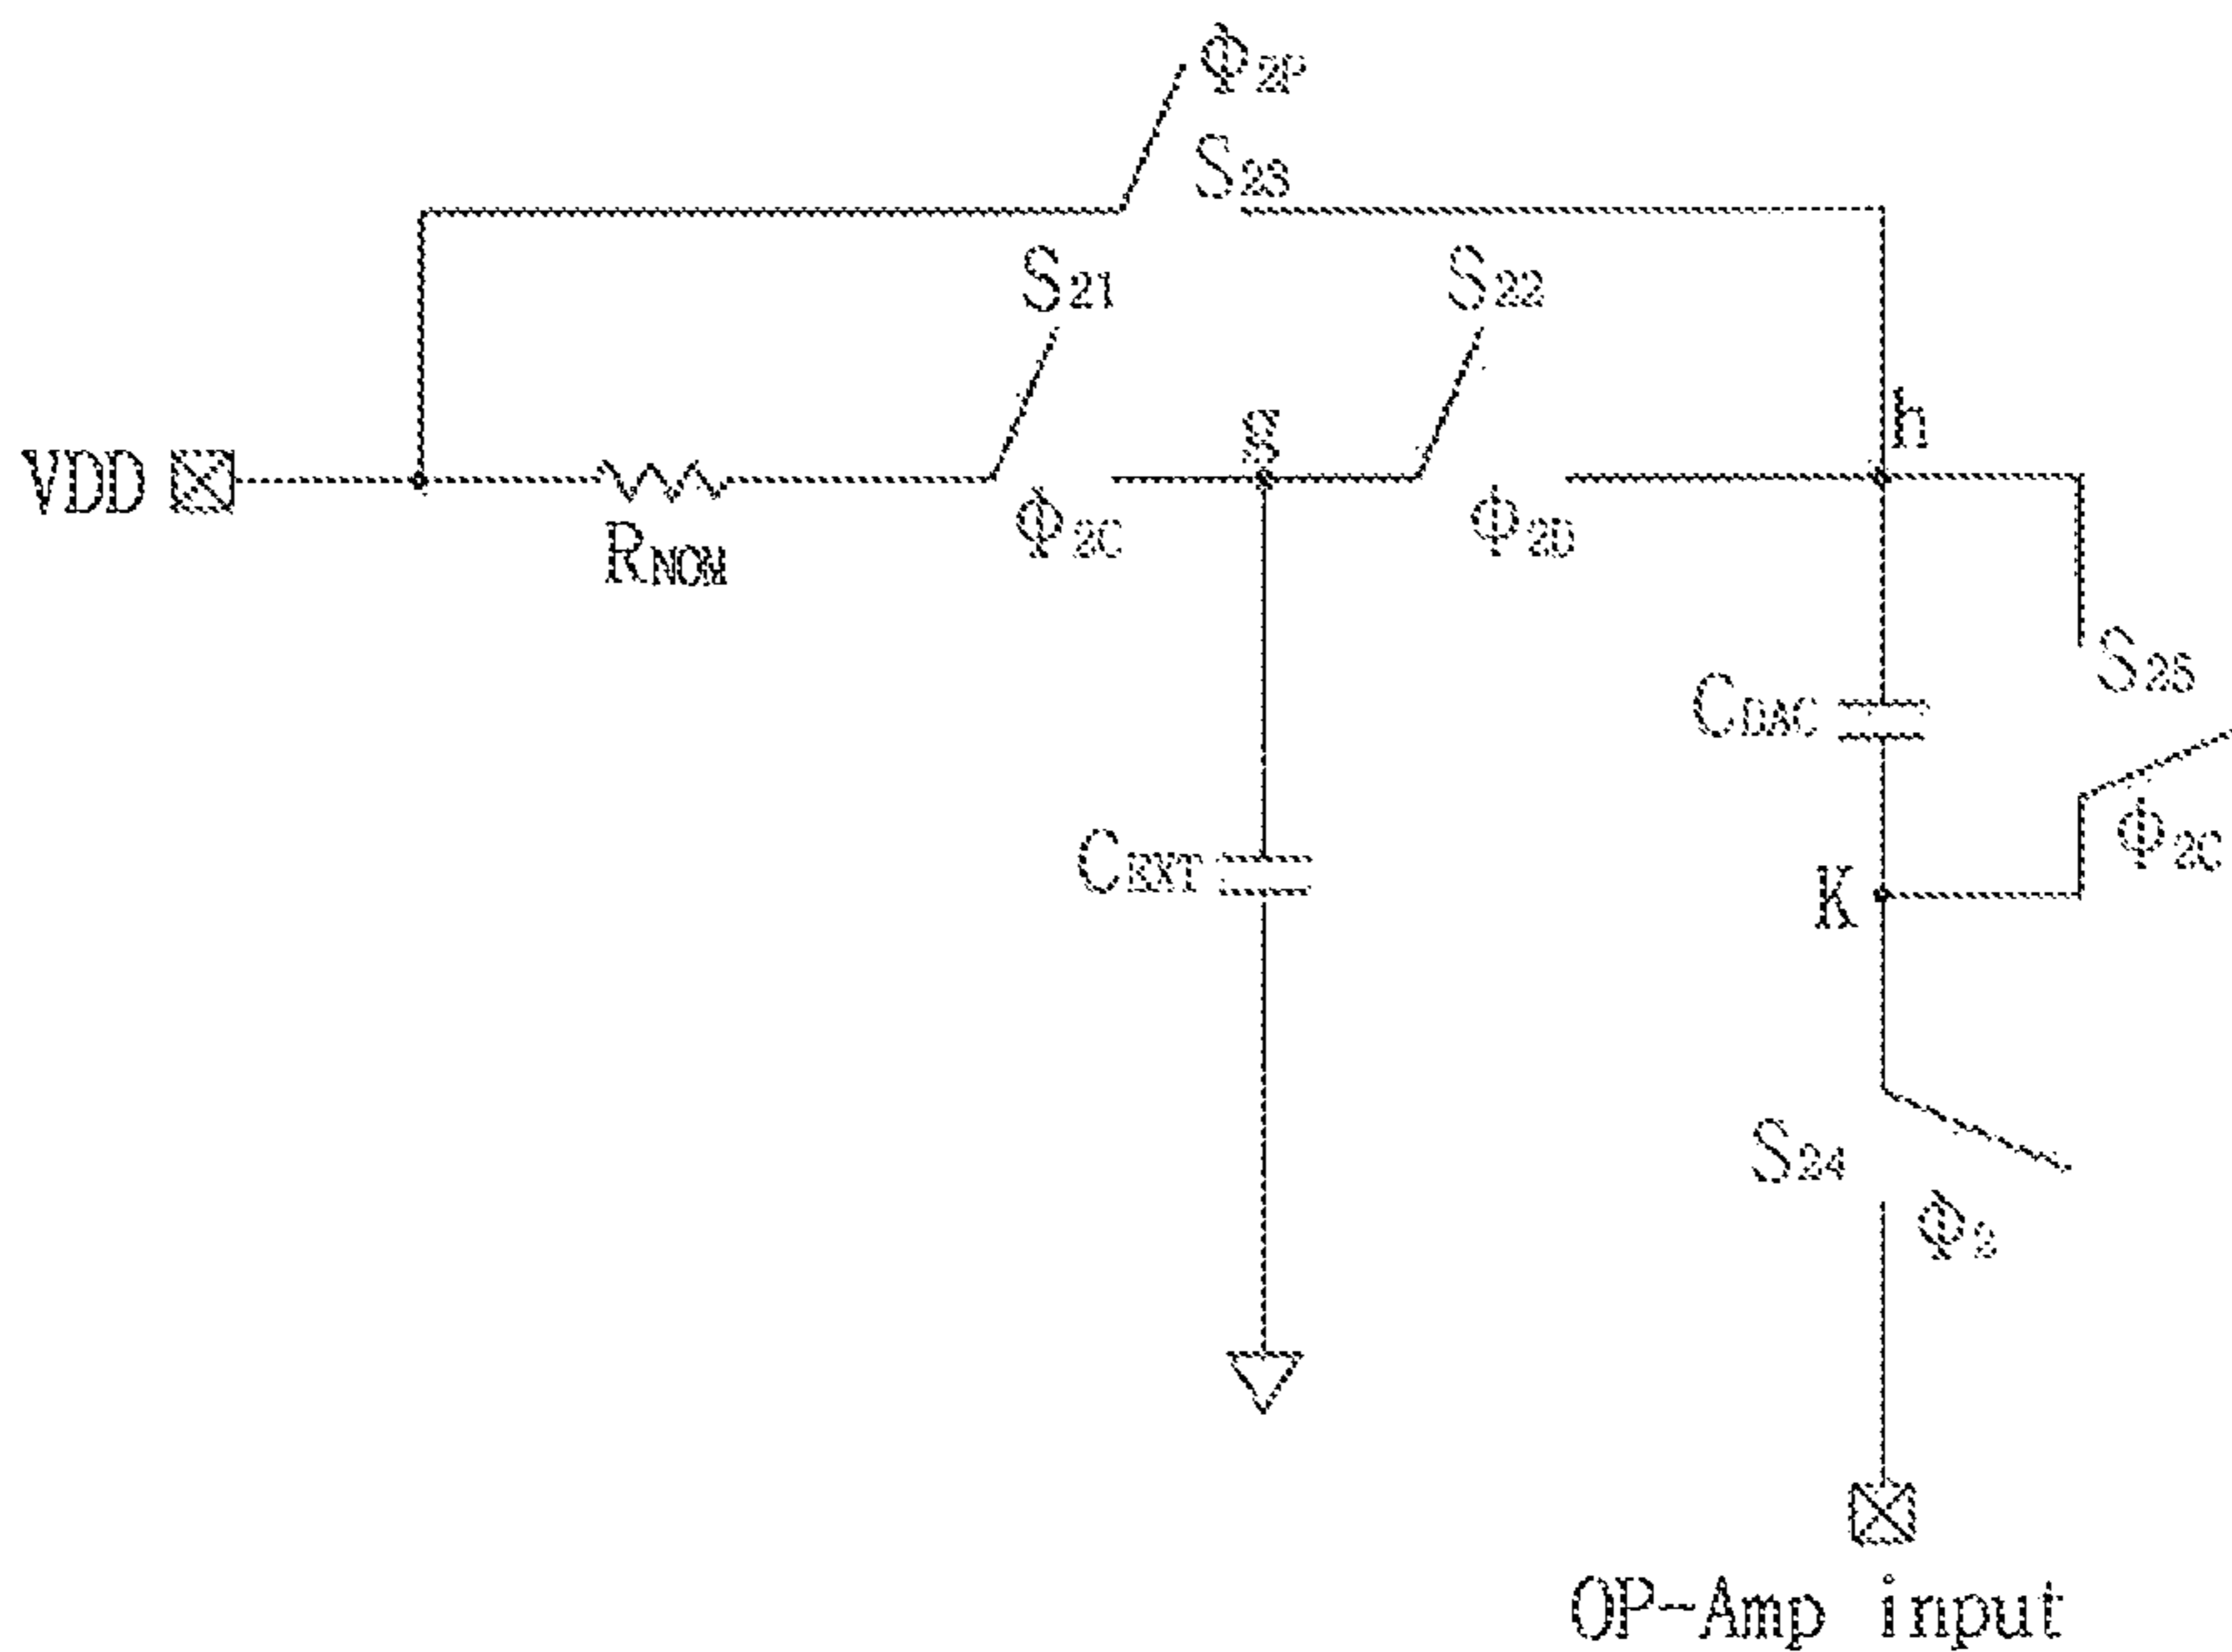 Φ2P
S23
S21
S22
VDD
S
h
RNOM
Φ2C
Φ2D
S25
CDAC
Φ2C
CEXT
K
S24
Φ2
OP-Amp input